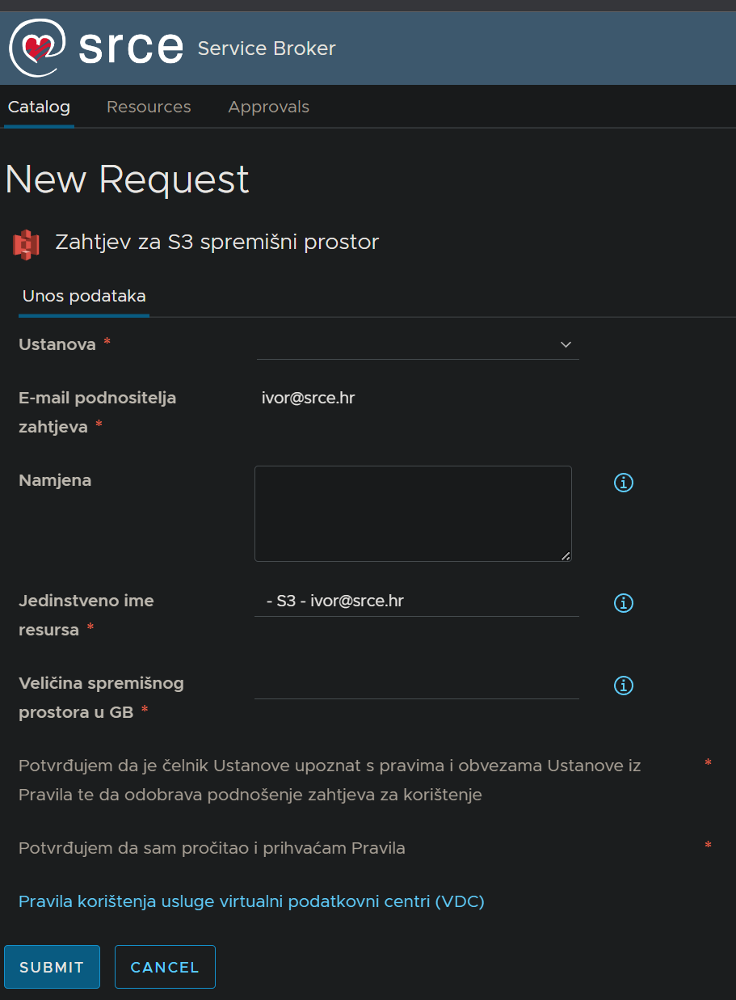 srce Service Broker
Catalog Resources Approvals
New Request
Zahtjev za S3 spremišni prostor
Unos podataka
Ustanova *
E-mail podnositelja
zahtjeva *
ivor@srce.hr
Namjena
Jedinstveno ime
resursa *
- S3 - ivor@srce.hr
Veličina spremišnog
prostora u GB *
Potvrđujem da je čelnik Ustanove upoznat s pravima i obvezama Ustanove iz *
Pravila te da odobrava podnošenje zahtjeva za korištenje
Potvrđujem da sam pročitao i prihvaćam Pravila *
Pravila korištenja usluge virtualni podatkovni centri (VDC)
SUBMIT CANCEL